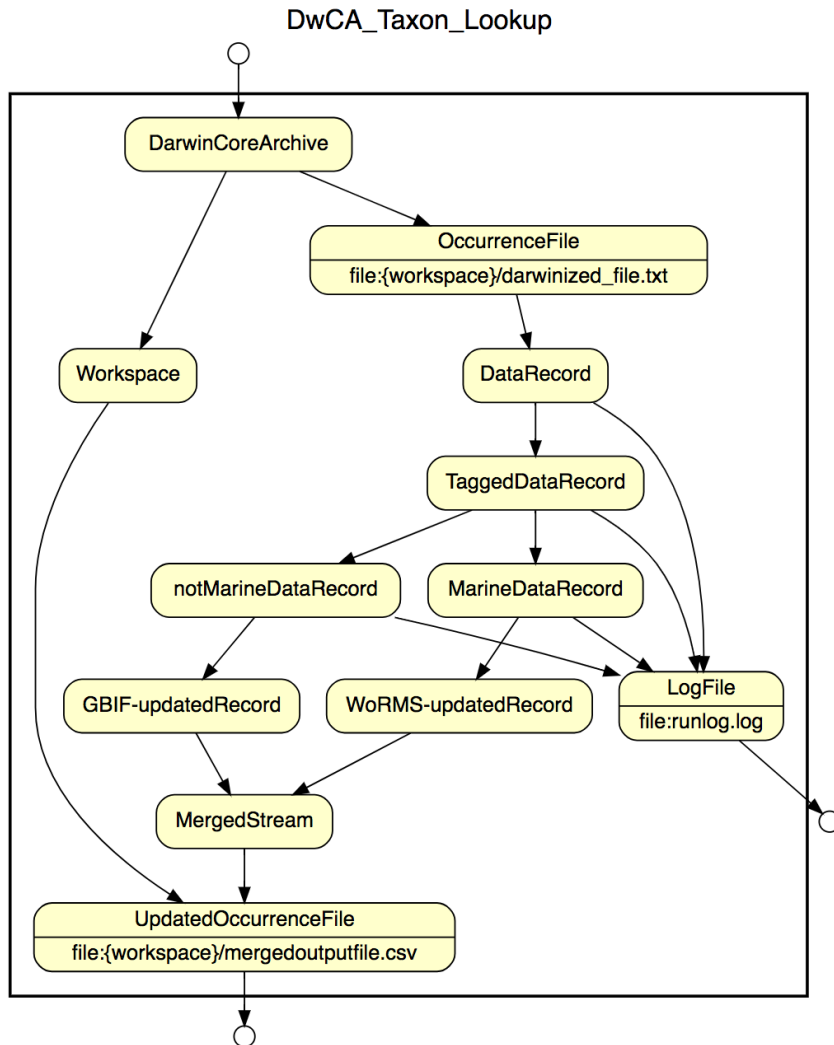 DwCA_Taxon_Lookup
DarwinCoreArchive
OccurrenceFile
file:{workspace}/darwinized_file.txt
Workspace
DataRecord
TaggedDataRecord
notMarineDataRecord
MarineDataRecord
GBIF-updatedRecord
WoRMS-updatedRecord
LogFile
file:runlog.log
MergedStream
UpdatedOccurrenceFile
file:{workspace}/mergedoutputfile.csv